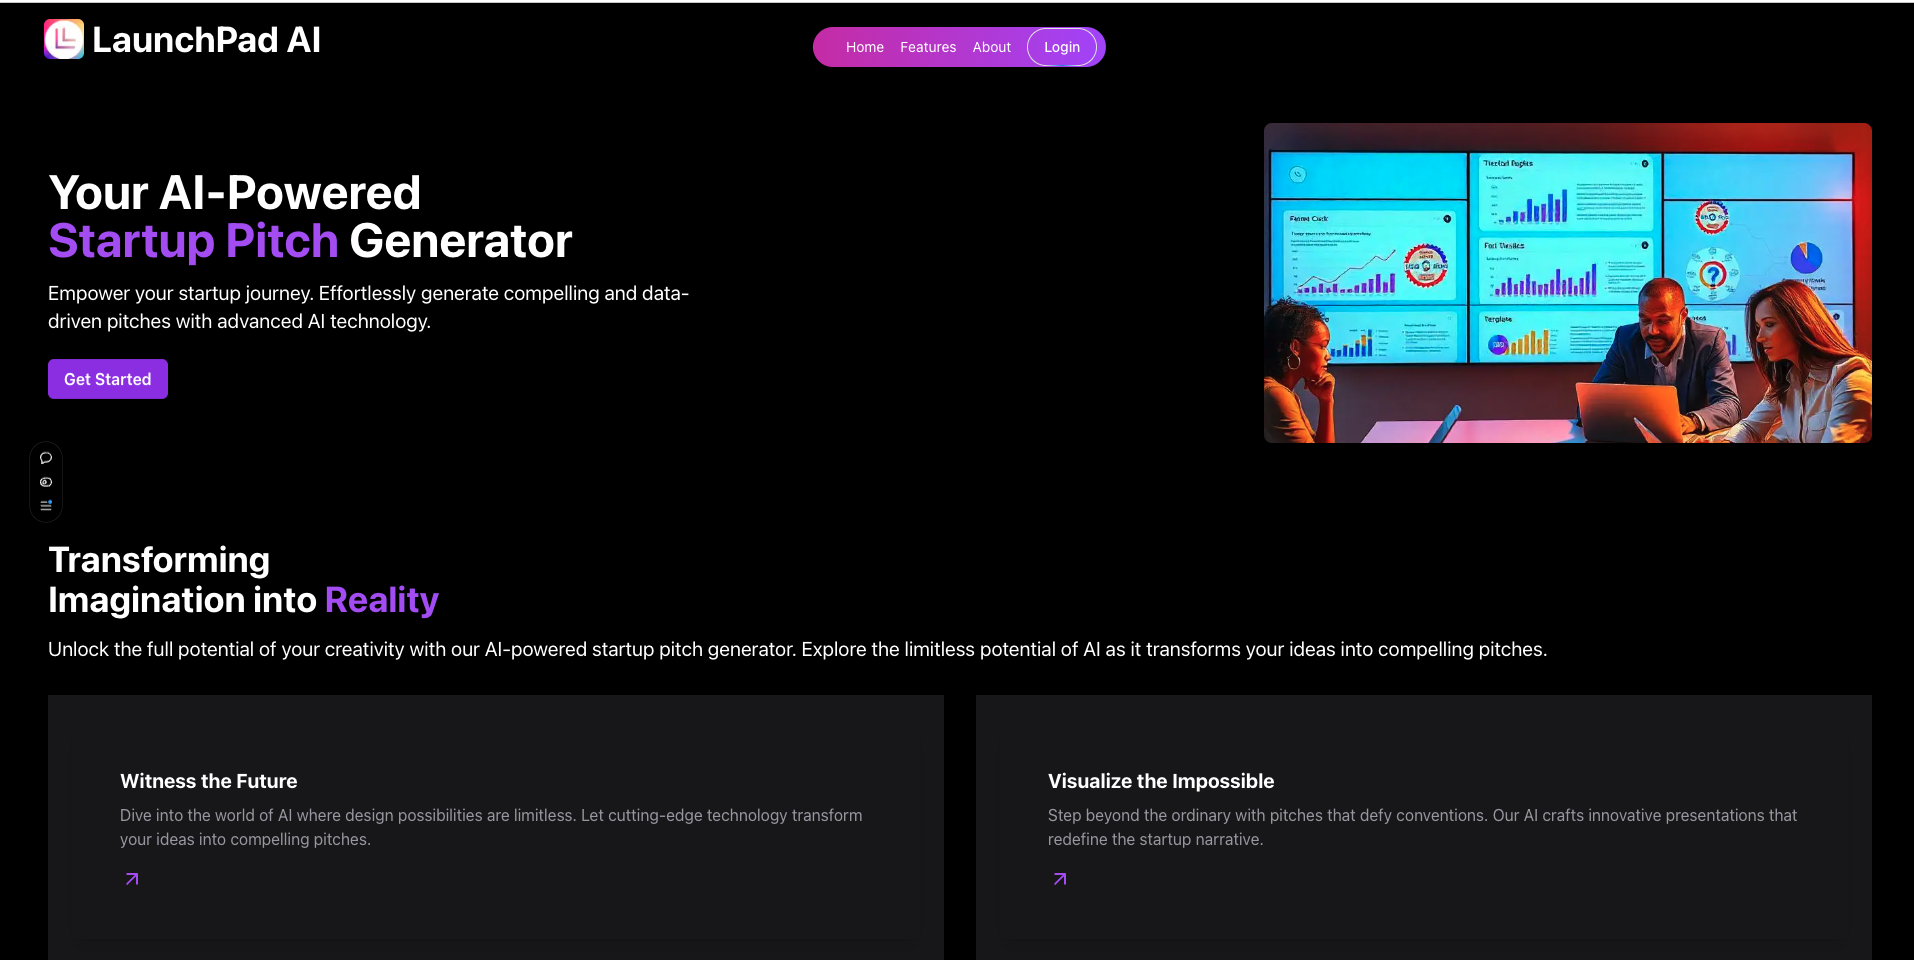 LaunchPad AI
Home Features About Login
Your AI-Powered
Startup Pitch Generator
Empower your startup journey. Effortlessly generate compelling and data-
driven pitches with advanced AI technology.
Get Started
Template
Transforming
Imagination into Reality
Unlock the full potential of your creativity with our AI-powered startup pitch generator. Explore the limitless potential of AI as it transforms your ideas into compelling pitches.
Witness the Future
Dive into the world of AI where design possibilities are limitless. Let cutting-edge technology transform
your ideas into compelling pitches.
Visualize the Impossible
Step beyond the ordinary with pitches that defy conventions. Our AI crafts innovative presentations that
redefine the startup narrative.